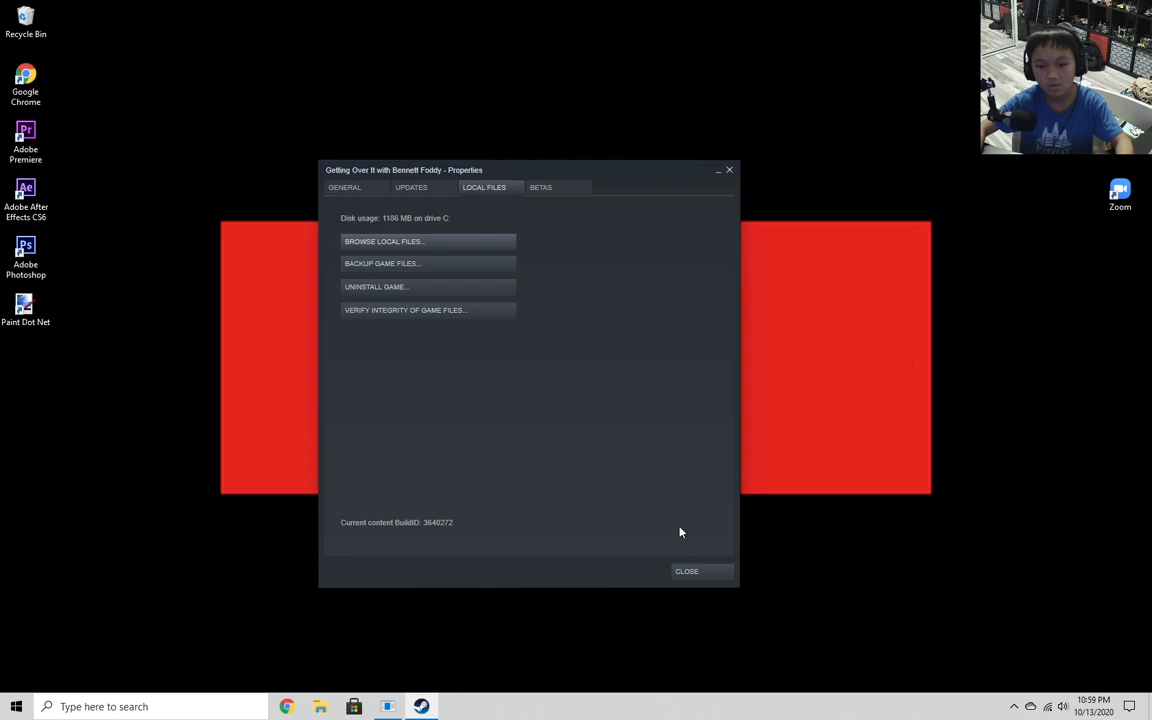 Recycle Bin
Google
Chrome
Pr
Adobe
Premiere
Ae
Adobe After
Effects CS6
Ps
Adobe
Photoshop
Paint Dot Net
Zoom
Getting Over It with Bennett Foddy - Properties
GENERAL UPDATES LOCAL FILES BETAS
Disk usage: 1186 MB on drive C:
BROWSE LOCAL FILES...
BACKUP GAME FILES...
UNINSTALL GAME...
VERIFY INTEGRITY OF GAME FILES...
Current content BuildID: 3640272
CLOSE
Type here to search
10:59 PM
10/13/2020